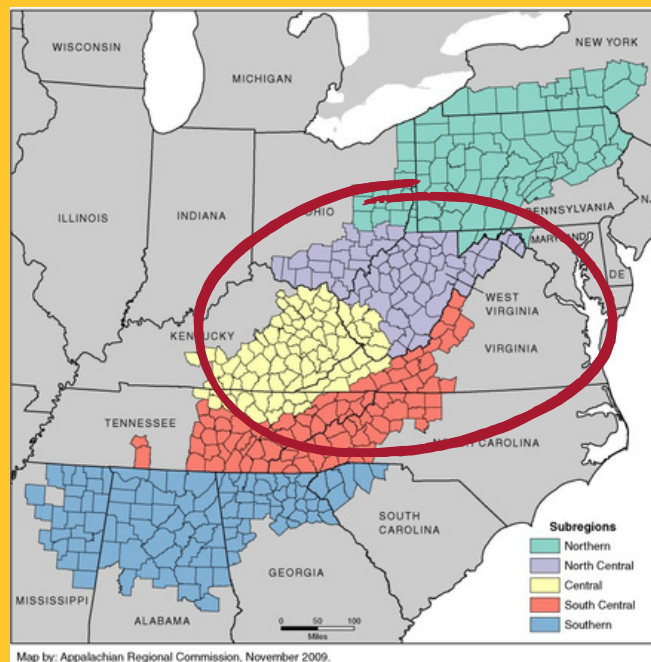 WISCONSIN
NEW YORK
MICHIGAN
ILLINOIS
INDIANA
OHIO
PENNSYLVANIA
NJ
MARYLAND
DE
WEST
VIRGINIA
KENTUCKY
VIRGINIA
TENNESSEE
NORTH CAROLINA
SOUTH
CAROLINA
MISSISSIPPI
ALABAMA
GEORGIA
Subregions
Northern
North Central
Central
South Central
Southern
0 50 100
Miles
Map by: Appalachian Regional Commission, November 2009.